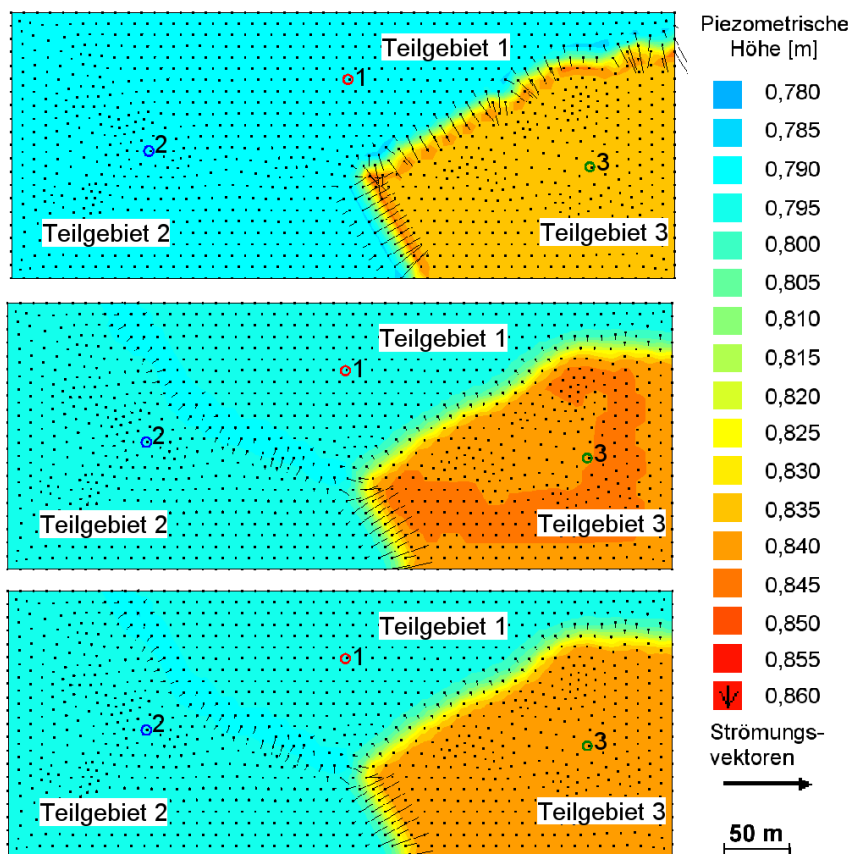 Teilgebiet 1
1
2
3
Teilgebiet 2
Teilgebiet 3
Teilgebiet 1
1
2
3
Teilgebiet 2
Teilgebiet 3
Teilgebiet 1
1
2
3
Teilgebiet 2
Teilgebiet 3
Piezometrische
Höhe [m]
0,780
0,785
0,790
0,795
0,800
0,805
0,810
0,815
0,820
0,825
0,830
0,835
0,840
0,845
0,850
0,855
0,860
Strömungs-
vektoren
50 m